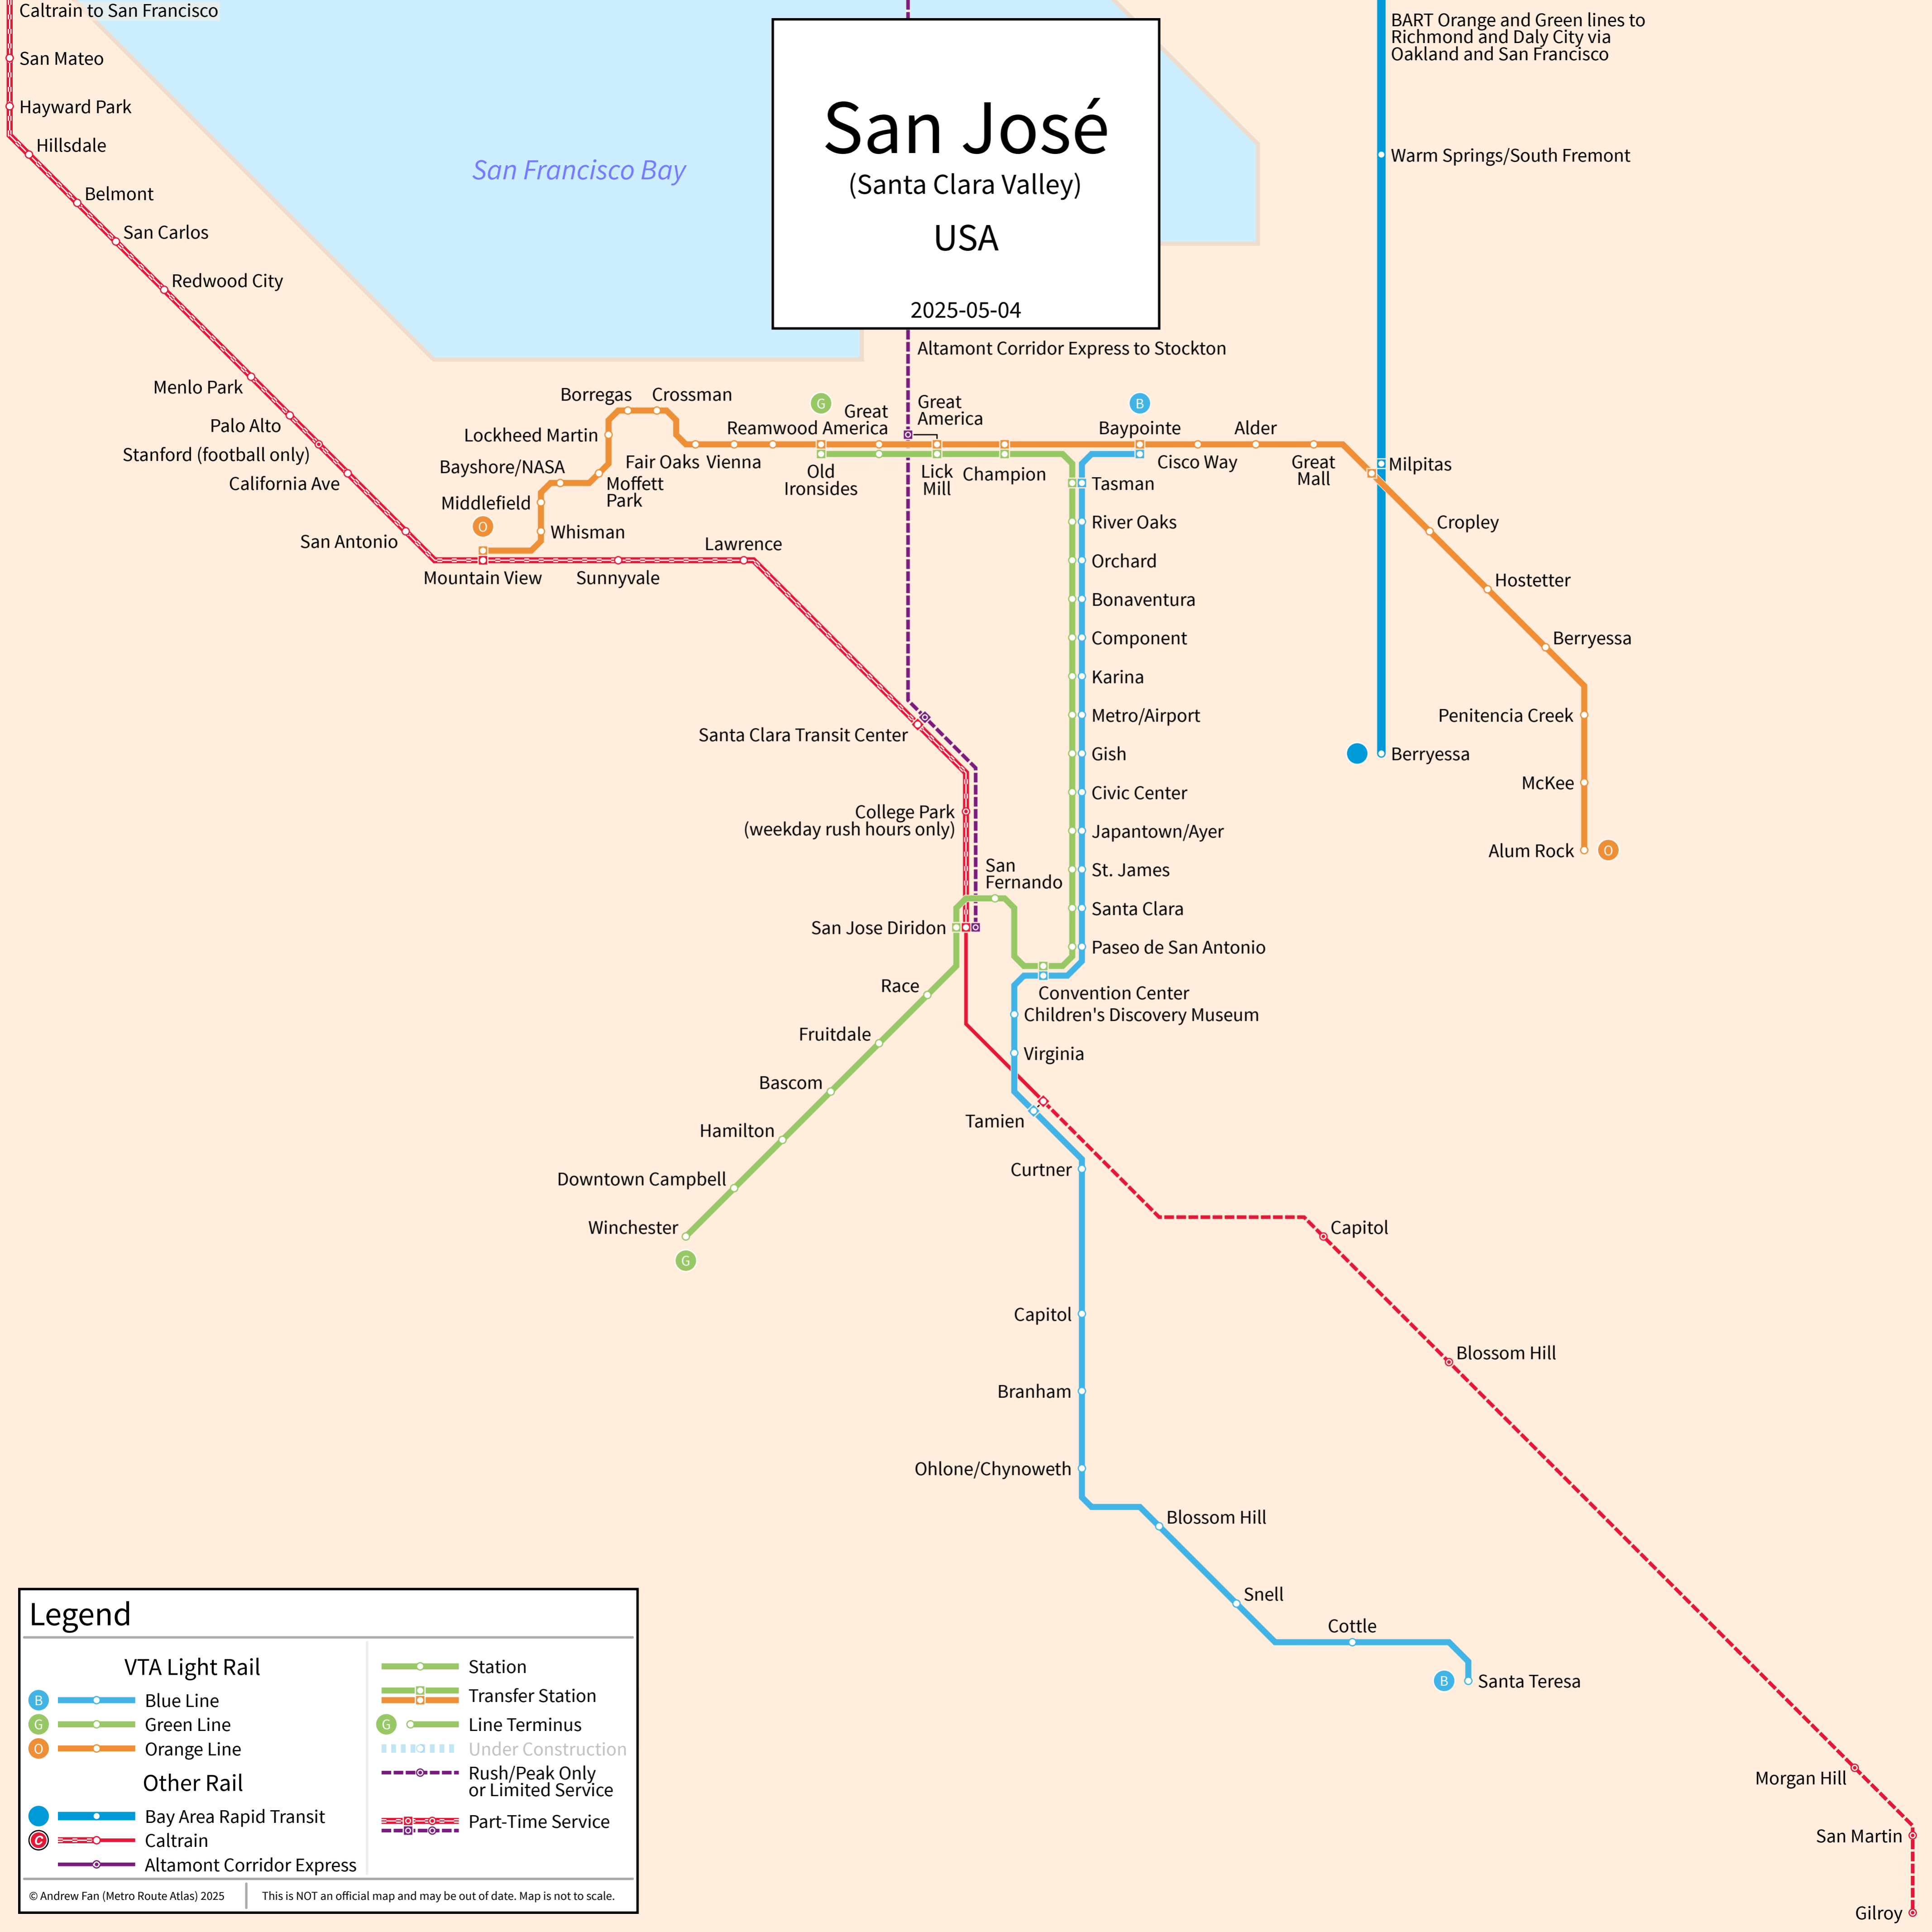 Caltrain to San Francisco
San Mateo
Hayward Park
Hillsdale
Belmont
San Carlos
Redwood City
Menlo Park
Palo Alto
Stanford (football only)
California Ave
San Antonio
San Francisco Bay
San José
(Santa Clara Valley)
USA
2025-05-04
BART Orange and Green lines to
Richmond and Daly City via
Oakland and San Francisco
Warm Springs/South Fremont
Altamont Corridor Express to Stockton
Borregas
Crossman
Lockheed Martin
Bayshore/NASA
Moffett
Park
Middlefield
O
Whisman
Mountain View
Sunnyvale
Lawrence
Fair Oaks
Vienna
Reamwood
G
Great
America
Great
America
Old
Ironsides
Lick
Mill
Champion
B
Baypointe
Cisco Way
Alder
Great
Mall
Milpitas
Cropley
Hostetter
Berryessa
Penitencia Creek
McKee
Alum Rock
O
Berryessa
Tasman
River Oaks
Orchard
Bonaventura
Component
Karina
Metro/Airport
Gish
Civic Center
Japantown/Ayer
St. James
Santa Clara
Paseo de San Antonio
Santa Clara Transit Center
College Park
(weekday rush hours only)
San
Fernando
San Jose Diridon
Race
Fruitdale
Bascom
Hamilton
Downtown Campbell
Winchester
G
Convention Center
Children's Discovery Museum
Virginia
Tamien
Curtner
Capitol
Branham
Ohlone/Chynoweth
Blossom Hill
Snell
Cottle
B
Santa Teresa
Capitol
Blossom Hill
Morgan Hill
San Martin
Gilroy
Legend
VTA Light Rail
B
Blue Line
G
Green Line
O
Orange Line
Other Rail
Bay Area Rapid Transit
C
Caltrain
Altamont Corridor Express
Station
Transfer Station
G
Line Terminus
Under Construction
Rush/Peak Only
or Limited Service
Part-Time Service
© Andrew Fan (Metro Route Atlas) 2025
This is NOT an official map and may be out of date. Map is not to scale.